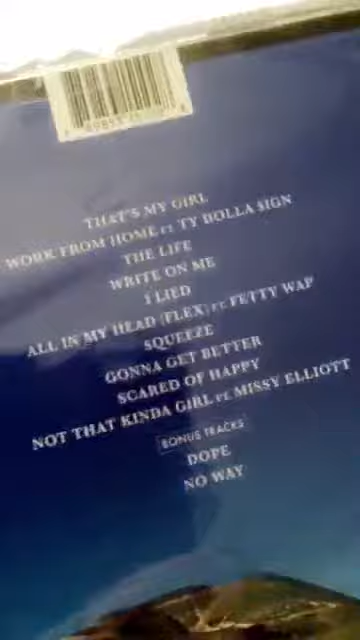 THAT'S MY GIRL
WORK FROM HOME FT TY DOLLA $IGN
THE LIFE
WRITE ON ME
I LIED
ALL IN MY HEAD (FLEX) FT FETTY WAP
SQUEEZE
GONNA GET BETTER
SCARED OF HAPPY
NOT THAT KINDA GIRL FT MISSY ELLIOTT
BONUS TRACKS
DOPE
NO WAY